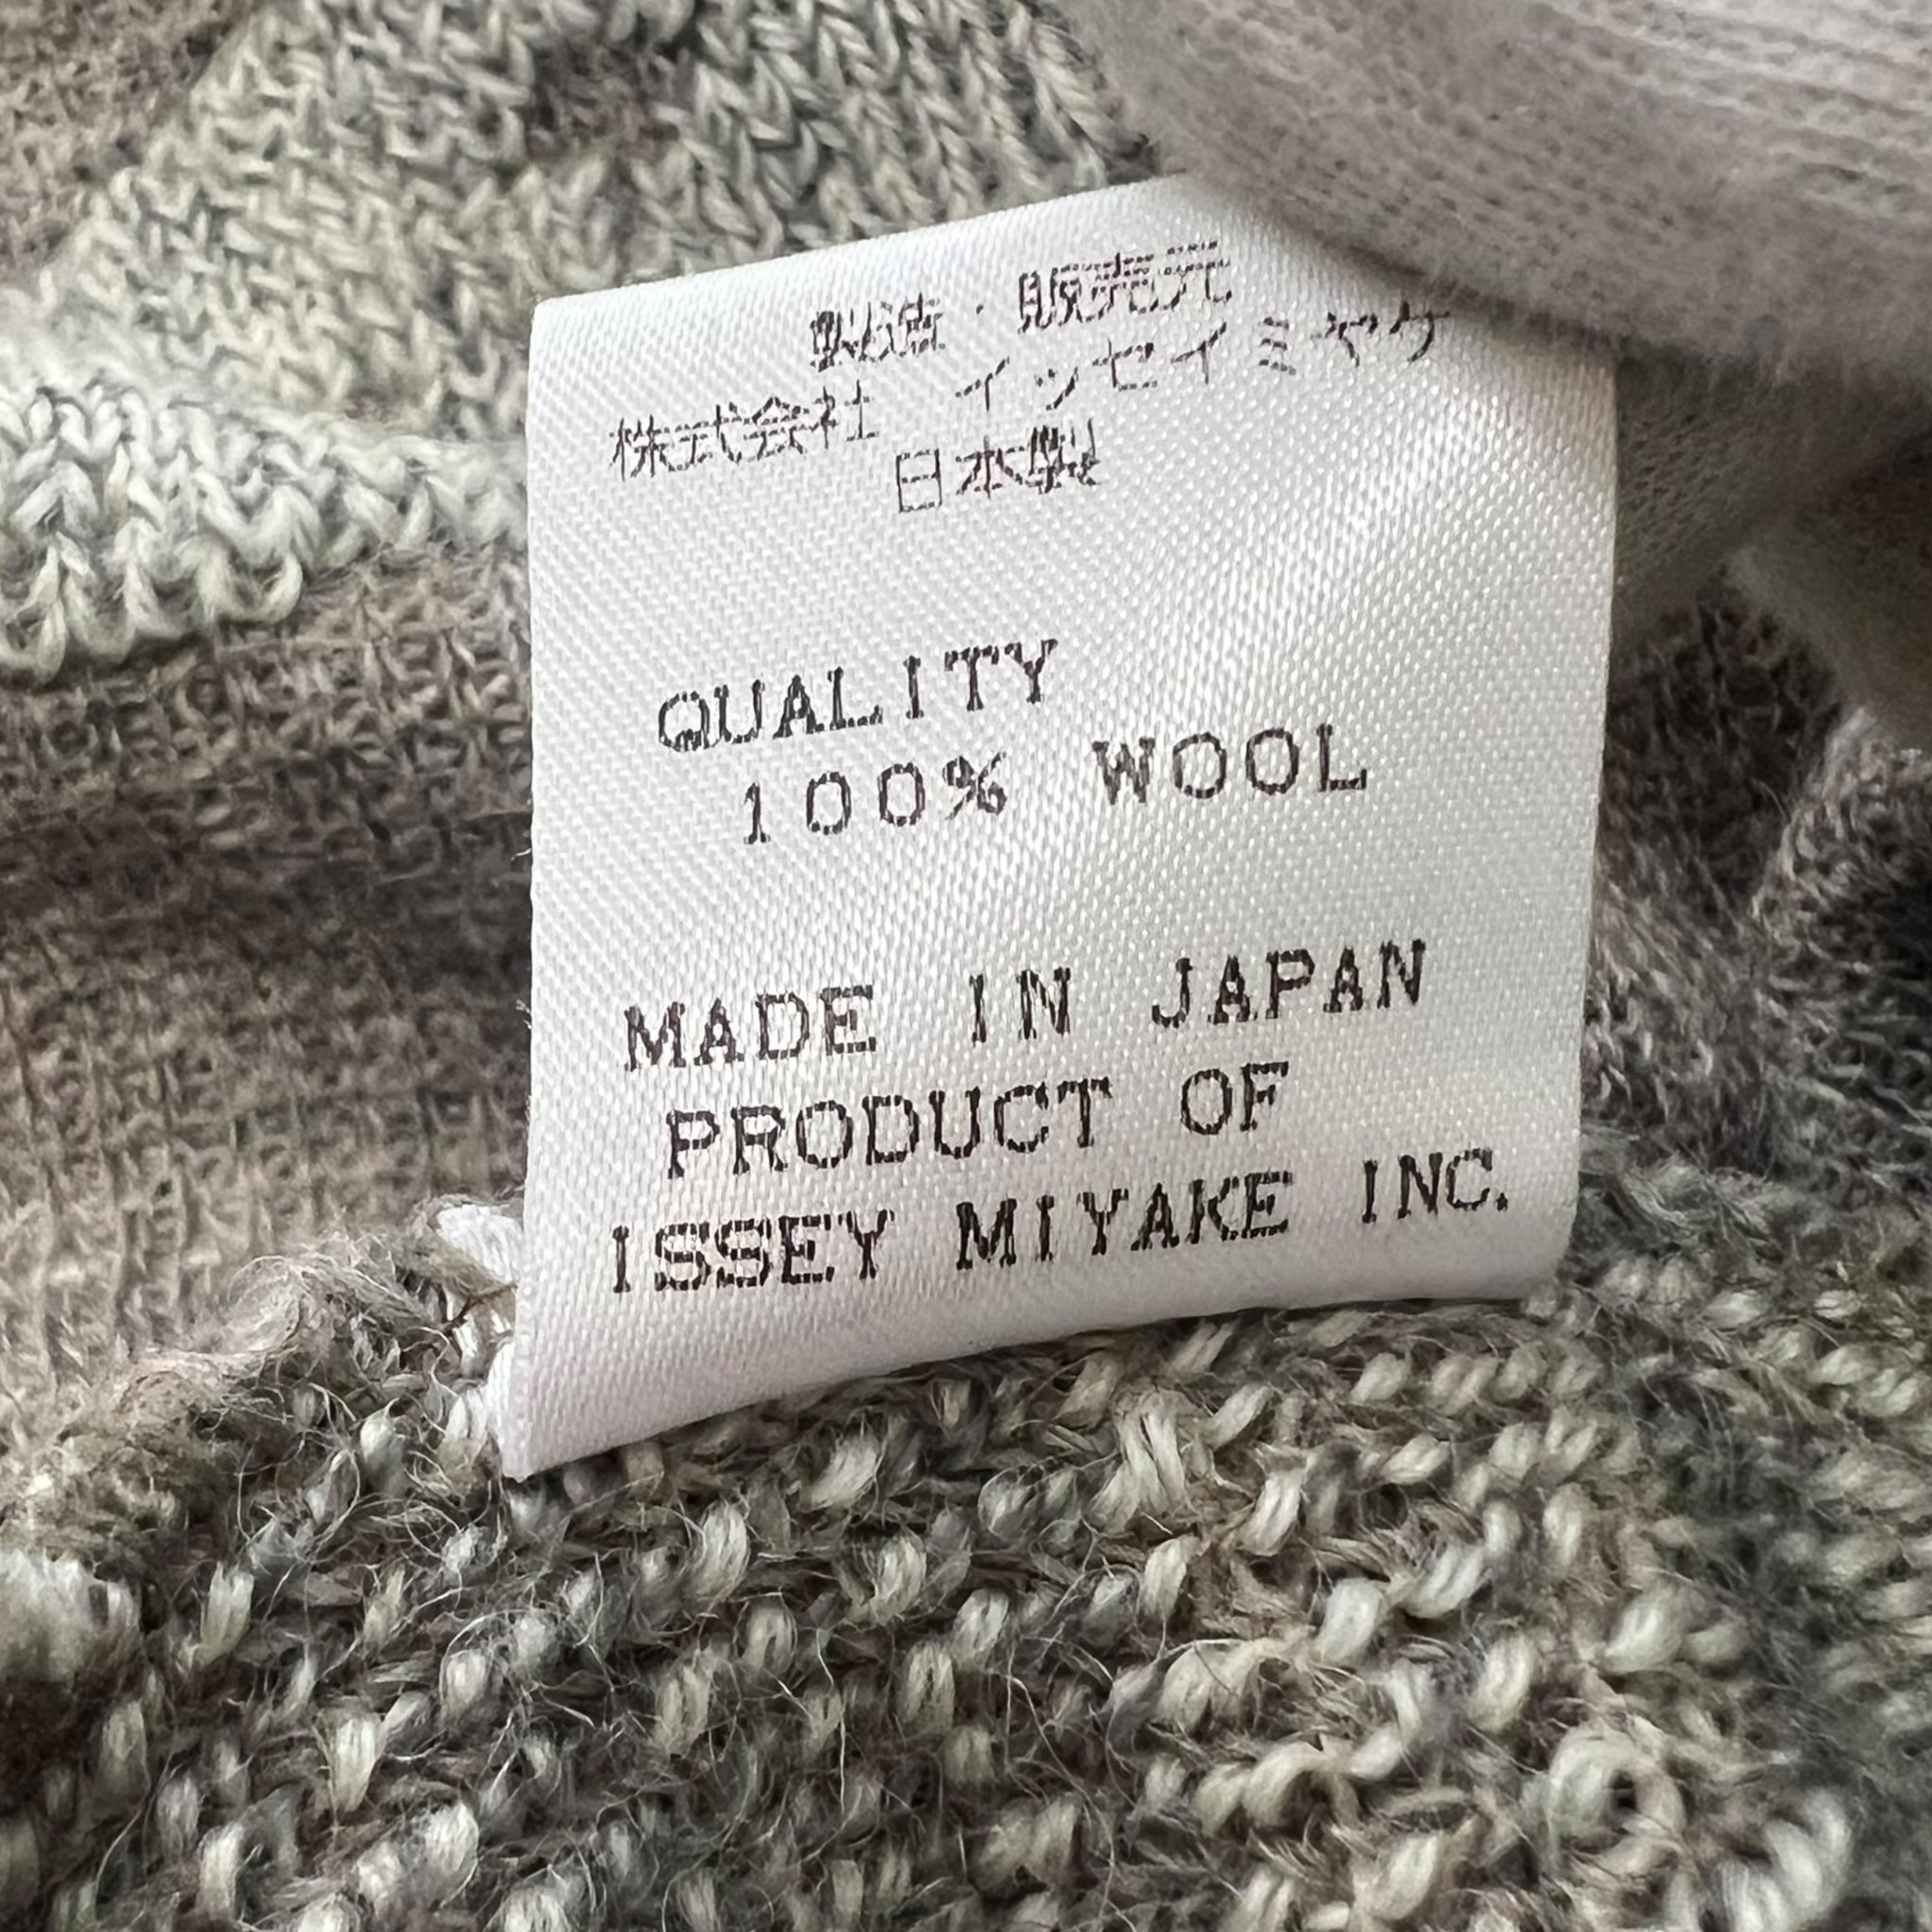 製造・販売元
株式会社 イッセイミヤケ
日本製
QUALITY
100% WOOL
MADE IN JAPAN
PRODUCT OF
ISSEY MIYAKE INC.